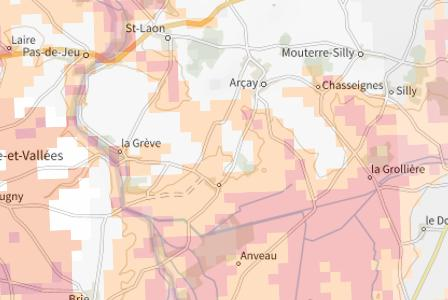 St-Laon
Laire
Pas-de-Jeu
Mouterre-Silly
Arçay
Chasseignes
Silly
la Grève
e-et-Vallées
la Grollière
ugny
le Do
Anveau
Brie